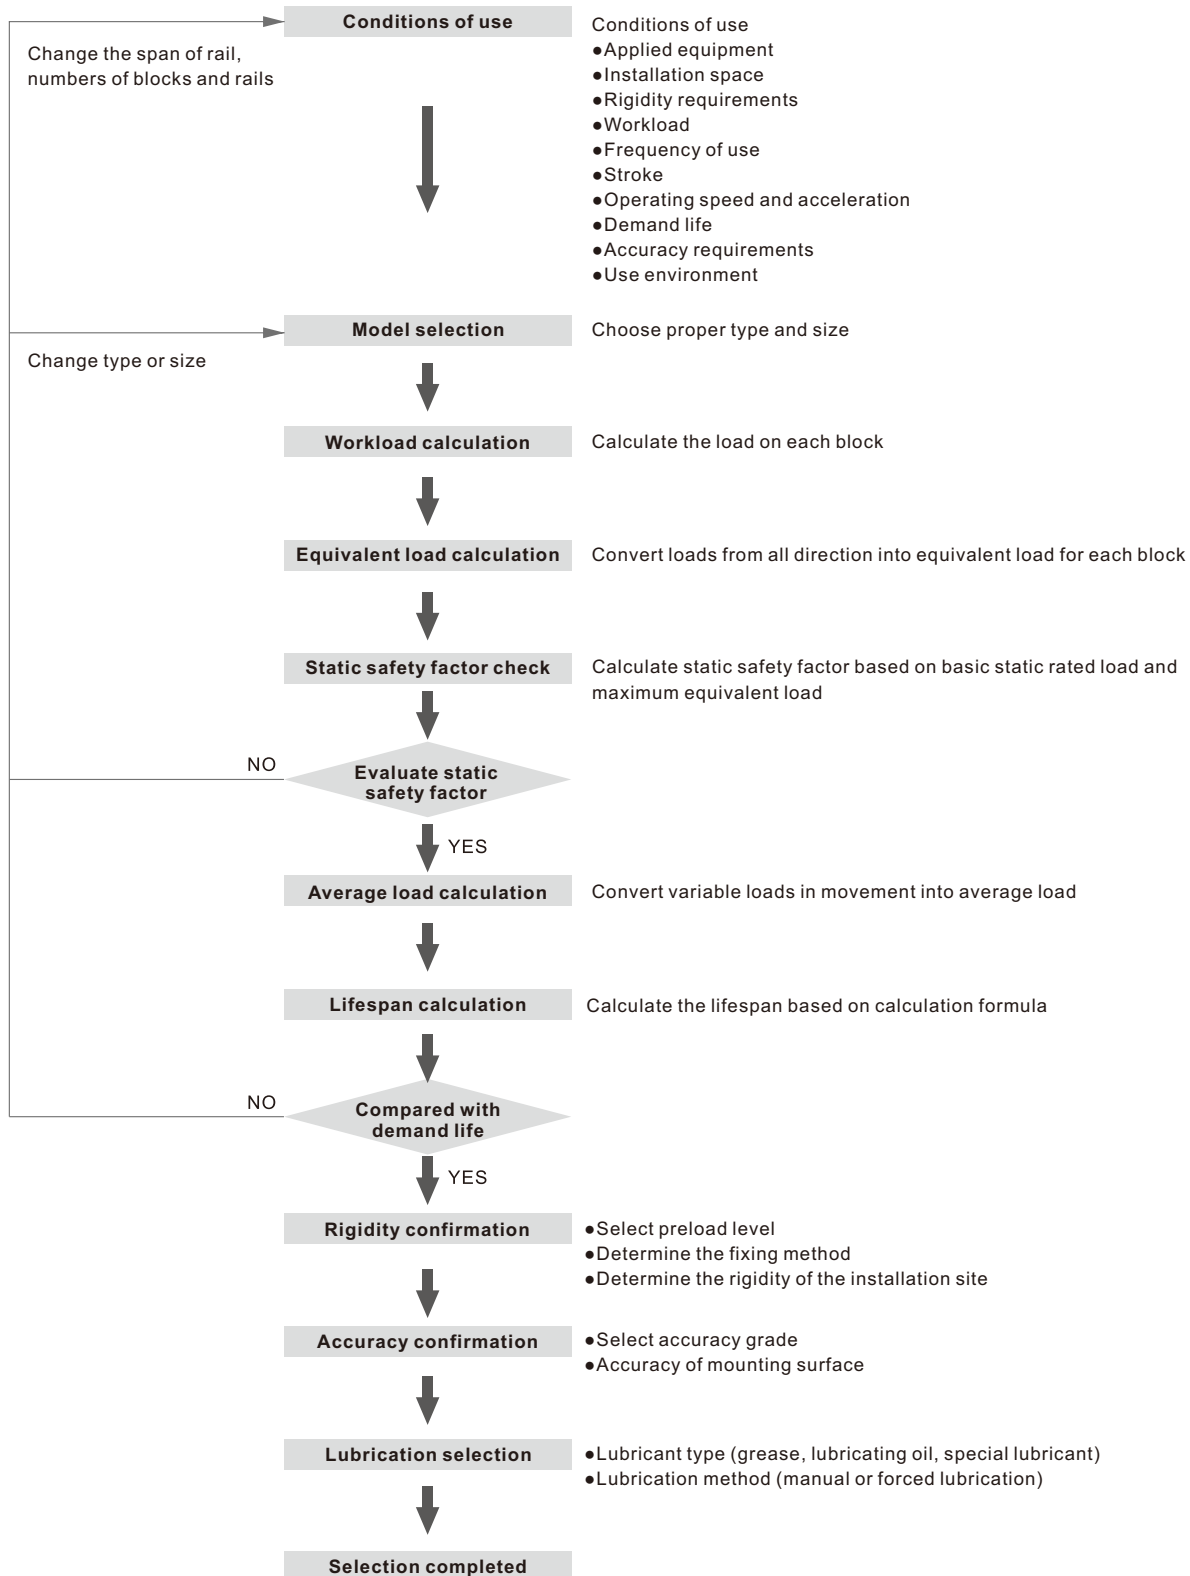 Conditions of use
Change the span of rail,
numbers of blocks and rails
Conditions of use
●Applied equipment
●Installation space
●Rigidity requirements
●Workload
●Frequency of use
●Stroke
●Operating speed and acceleration
●Demand life
●Accuracy requirements
●Use environment
Model selection
Choose proper type and size
Change type or size
Workload calculation
Calculate the load on each block
Equivalent load calculation
Convert loads from all direction into equivalent load for each block
Static safety factor check
Calculate static safety factor based on basic static rated load and
maximum equivalent load
NO
Evaluate static
safety factor
YES
Average load calculation
Convert variable loads in movement into average load
Lifespan calculation
Calculate the lifespan based on calculation formula
NO
Compared with
demand life
YES
Rigidity confirmation
●Select preload level
●Determine the fixing method
●Determine the rigidity of the installation site
Accuracy confirmation
●Select accuracy grade
●Accuracy of mounting surface
Lubrication selection
●Lubricant type (grease, lubricating oil, special lubricant)
●Lubrication method (manual or forced lubrication)
Selection completed